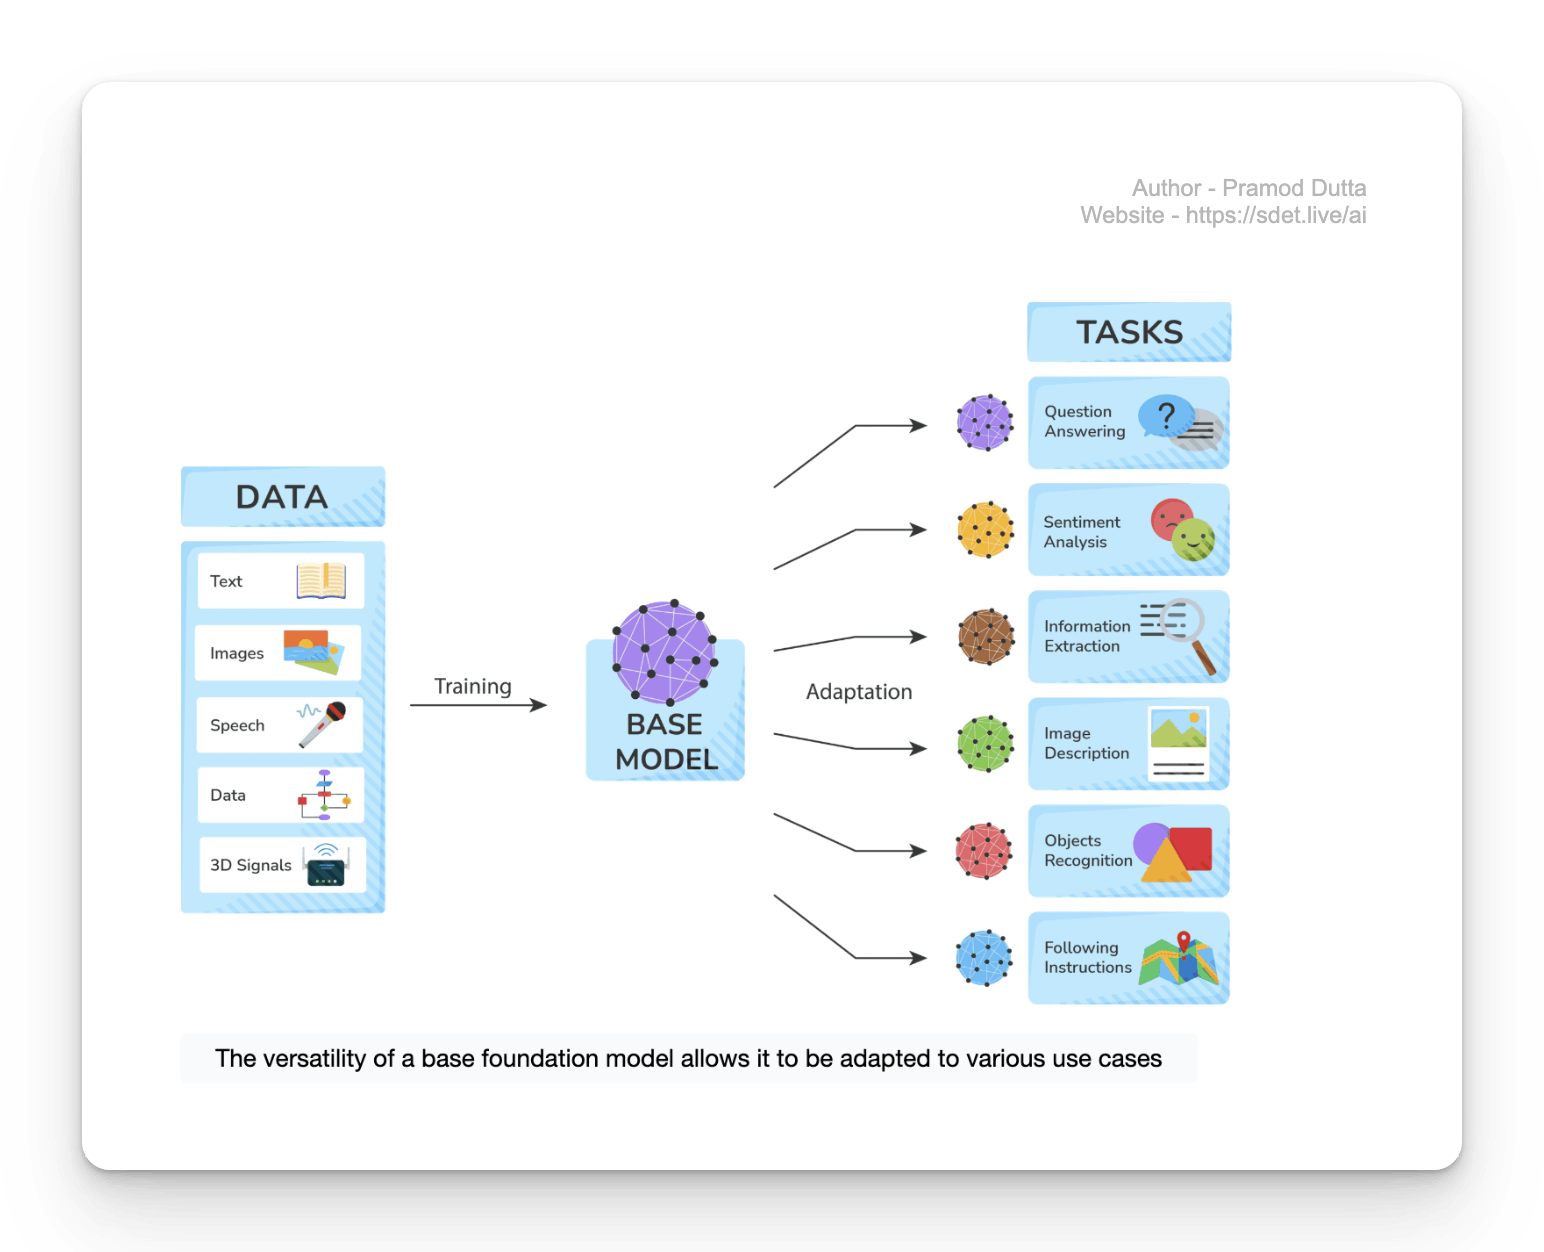 Author - Pramod Dutta
Website - https://sdet.live/ai
DATA
Text
Images
Speech
Data
3D Signals
Training
BASE
MODEL
Adaptation
TASKS
Question
Answering
?
Sentiment
Analysis
Information
Extraction
Image
Description
Objects
Recognition
Following
Instructions
The versatility of a base foundation model allows it to be adapted to various use cases